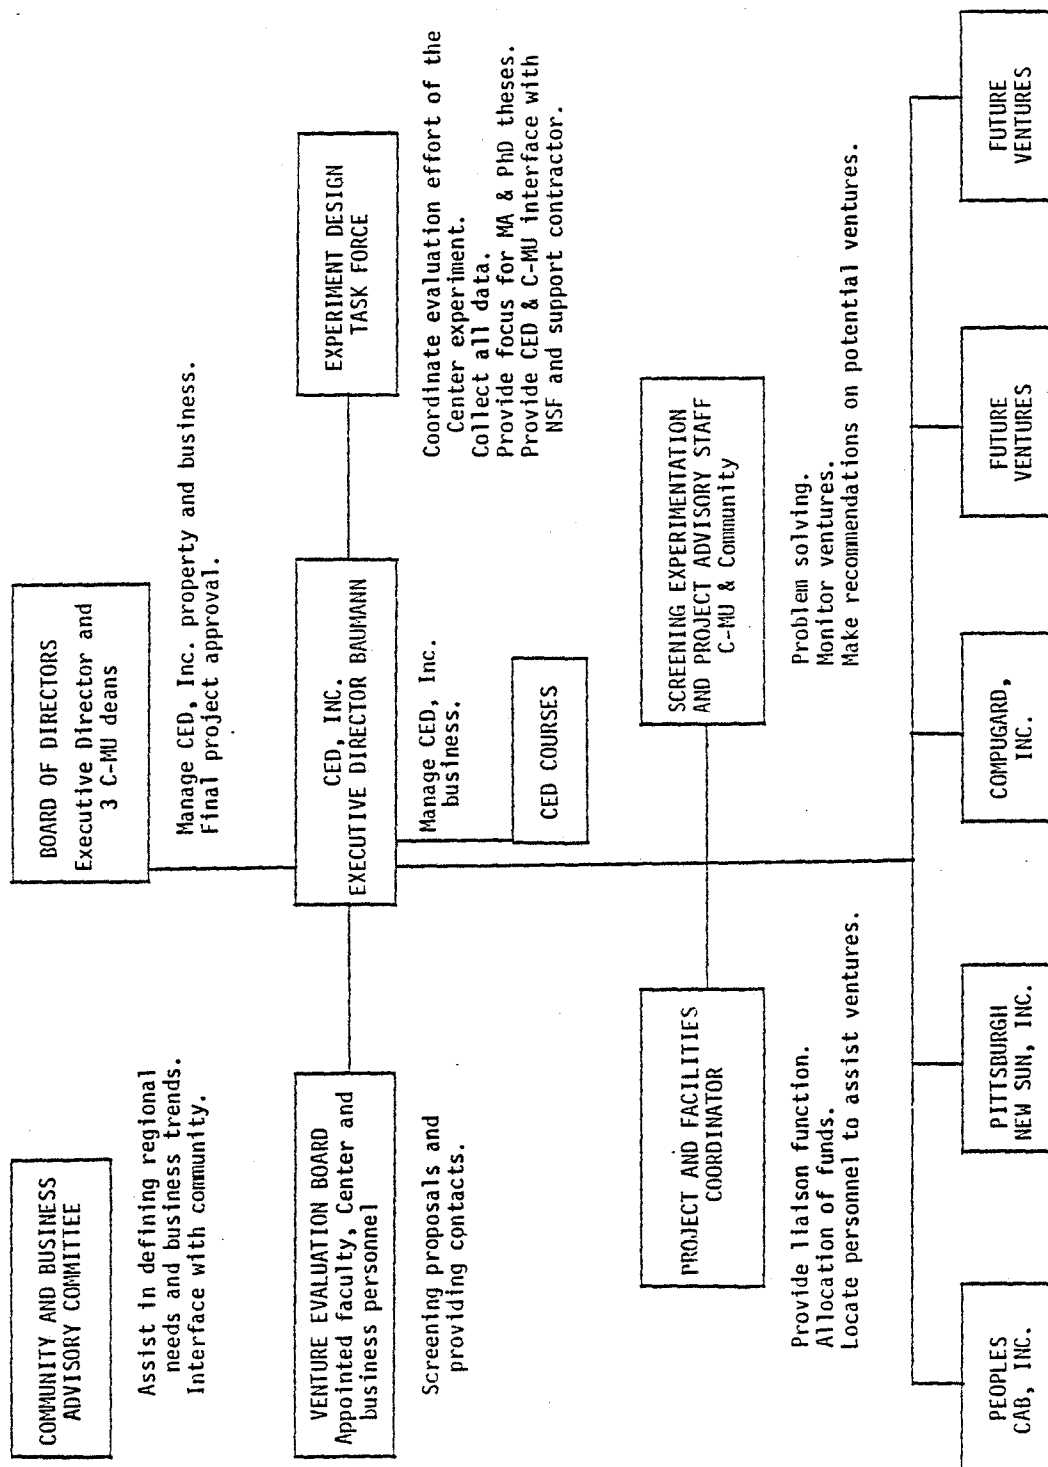 COMMUNITY AND BUSINESS
ADVISORY COMMITTEE
Assist in defining regional
needs and business trends.
Interface with community.
BOARD OF DIRECTORS
Executive Director and
3 C-MU deans
Manage CED, Inc. property and business.
Final project approval.
VENTURE EVALUATION BOARD
Appointed faculty, Center and
business personnel
Screening proposals and
providing contacts.
CED, INC.
EXECUTIVE DIRECTOR BAUMANN
Manage CED, Inc.
business.
CED COURSES
EXPERIMENT DESIGN
TASK FORCE
Coordinate evaluation effort of the
Center experiment.
Collect all data.
Provide focus for MA & PhD theses.
Provide CED & C-MU interface with
NSF and support contractor.
PROJECT AND FACILITIES
COORDINATOR
Provide liaison function.
Allocation of funds.
Locate personnel to assist ventures.
SCREENING EXPERIMENTATION
AND PROJECT ADVISORY STAFF
C-MU & Community
Problem solving.
Monitor ventures.
Make recommendations on potential ventures.
PEOPLES
CAB, INC.
PITTSBURGH
NEW SUN, INC.
COMPUGARD,
INC.
FUTURE
VENTURES
FUTURE
VENTURES